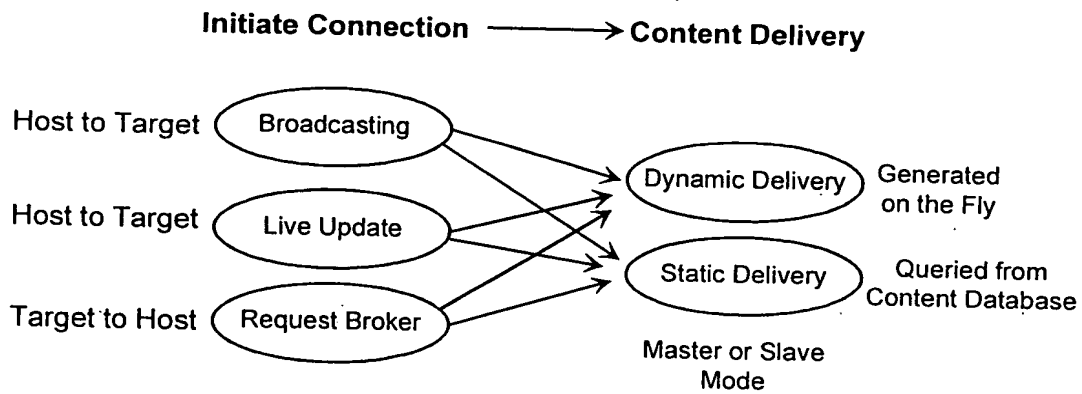 Initiate Connection
Content Delivery
Host to Target
Broadcasting
Host to Target
Live Update
Target to Host
Request Broker
Dynamic Delivery
Generated
on the Fly
Static Delivery
Queried from
Content Database
Master or Slave
Mode